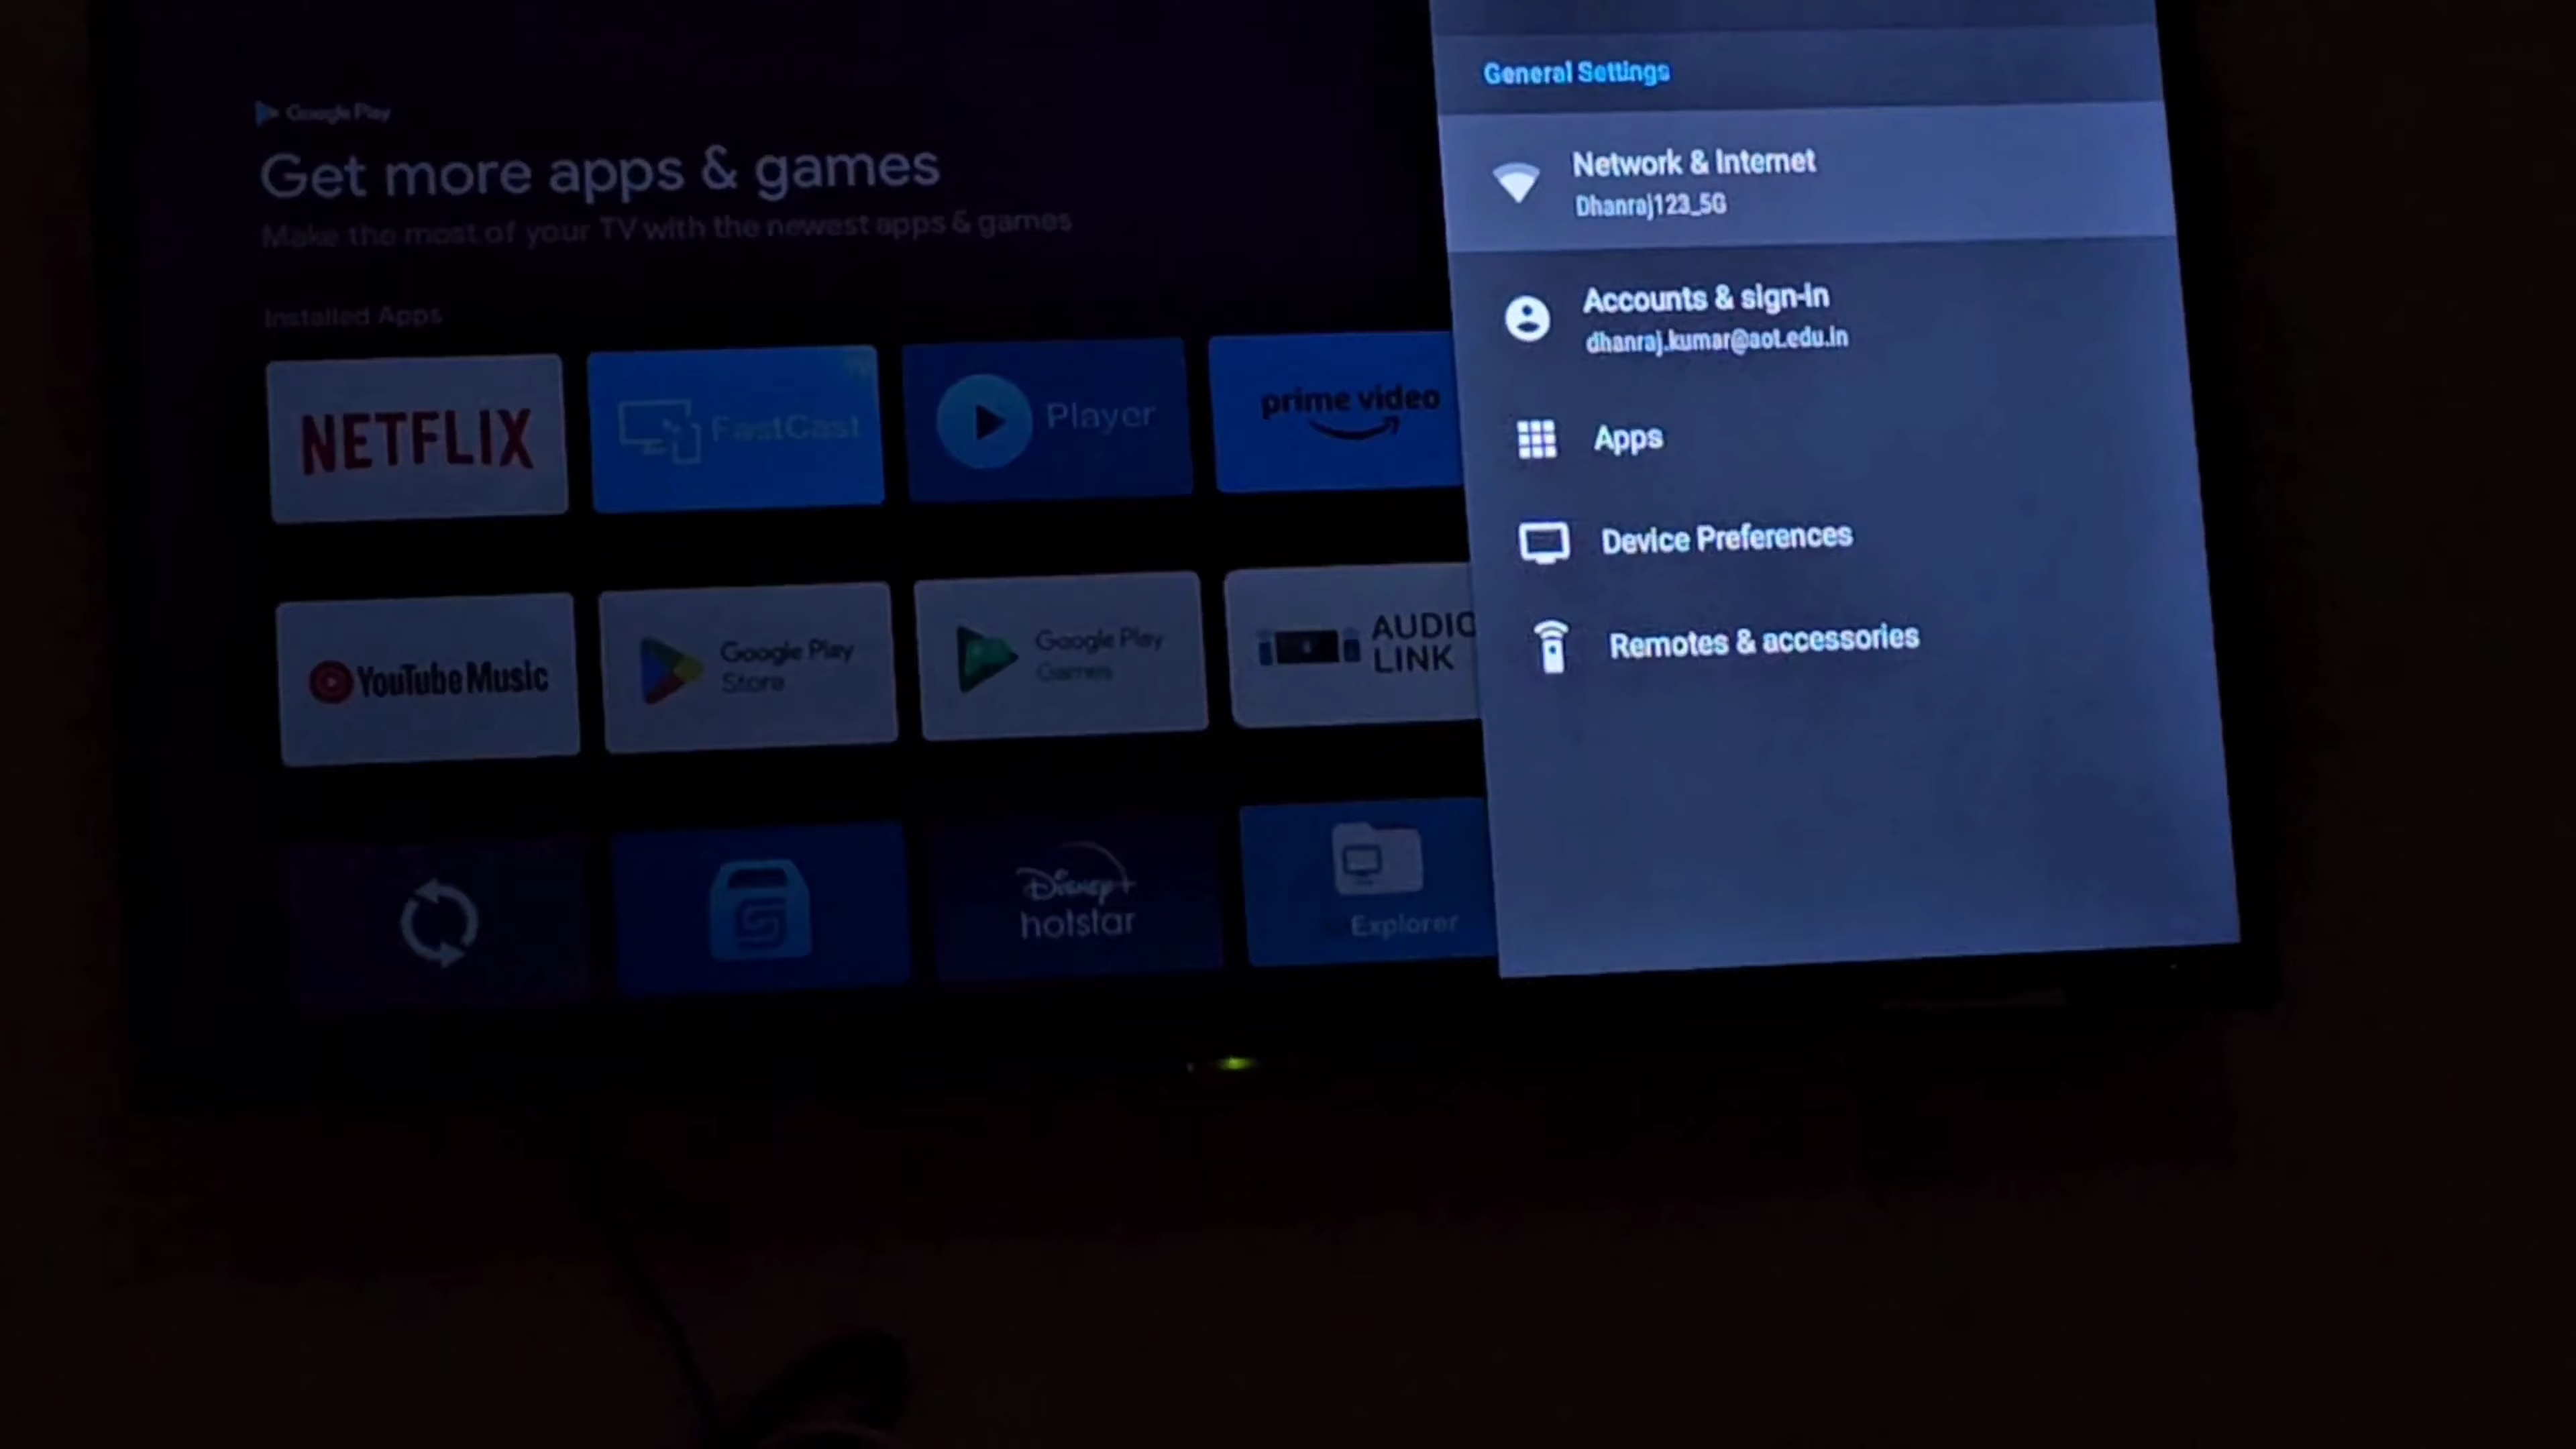 Google Play
Get more apps & games
Make the most of your TV with the newest apps & games
Installed Apps
NETFLIX
FastCast
Player
prime video
YouTube Music
Google Play
Store
Google Play
Games
AUDIO
LINK
Disney+
hotstar
Explorer
General Settings
Network & Internet
Dhanraj123_5G
Accounts & sign-in
dhanraj.kumar@aot.edu.in
Apps
Device Preferences
Remotes & accessories